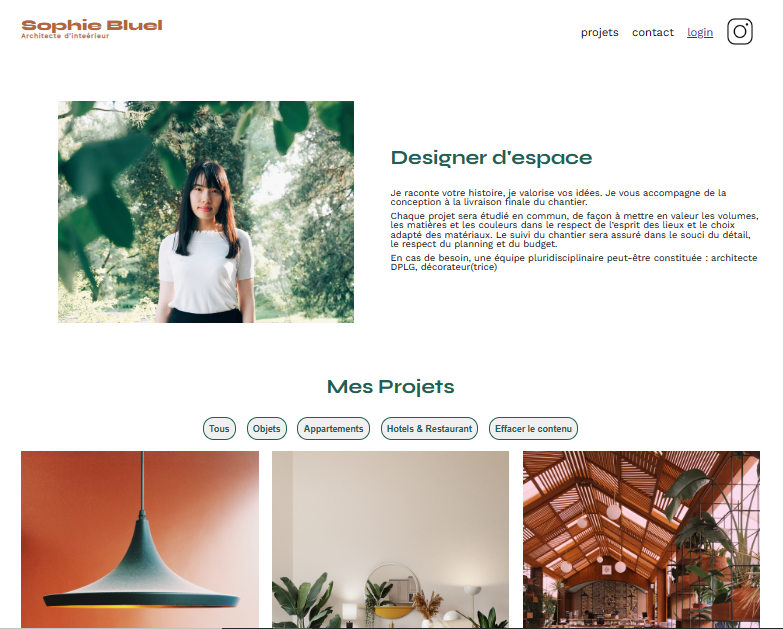 Sophie Bluel
Architecte d'inteérieur
projets
contact
login
Designer d'espace
Je raconte votre histoire, je valorise vos idées. Je vous accompagne de la
conception à la livraison finale du chantier.
Chaque projet sera étudié en commun, de façon à mettre en valeur les volumes,
les matières et les couleurs dans le respect de l'esprit des lieux et le choix
adapté des matériaux. Le suivi du chantier sera assuré dans le souci du détail,
le respect du planning et du budget.
En cas de besoin, une équipe pluridisciplinaire peut-être constituée : architecte
DPLG, décorateur(trice)
Mes Projets
Tous
Objets
Appartements
Hotels & Restaurant
Effacer le contenu